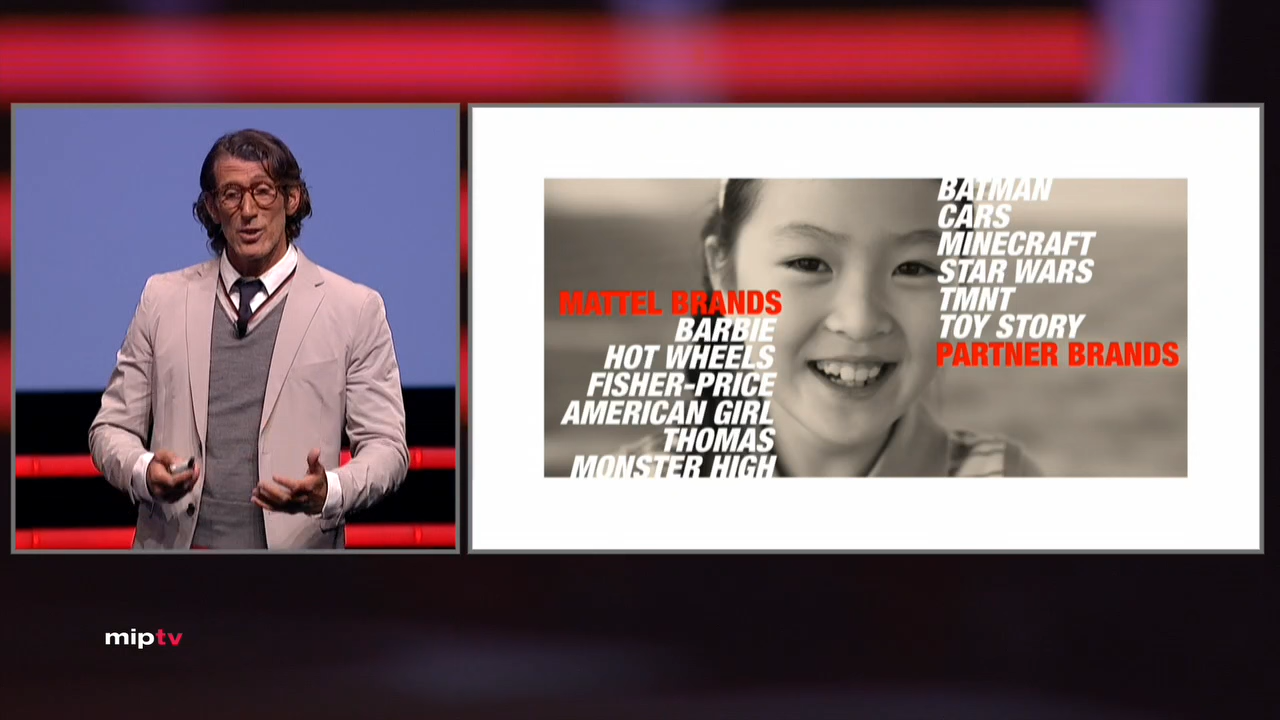 MATTEL BRANDS
BARBIE
HOT WHEELS
FISHER-PRICE
AMERICAN GIRL
THOMAS
MONSTER HIGH
BATMAN
CARS
MINECRAFT
STAR WARS
TMNT
TOY STORY
PARTNER BRANDS
miptv